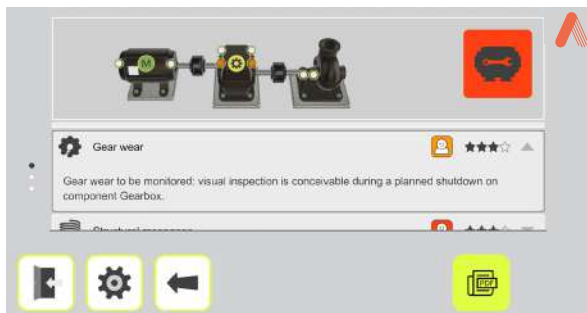 M
Gear wear
Gear wear to be monitored: visual inspection is conceivable during a planned shutdown on
component Gearbox.
PDF